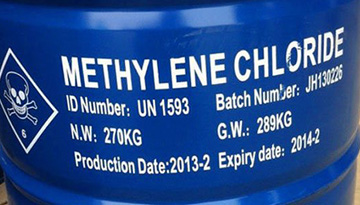 METHYLENE CHLORIDE
ID Number: UN 1593 Batch Number: JH130226
N.W: 270KG G.W: 289KG
Production Date:2013-2 Expiry date: 2014-2
6